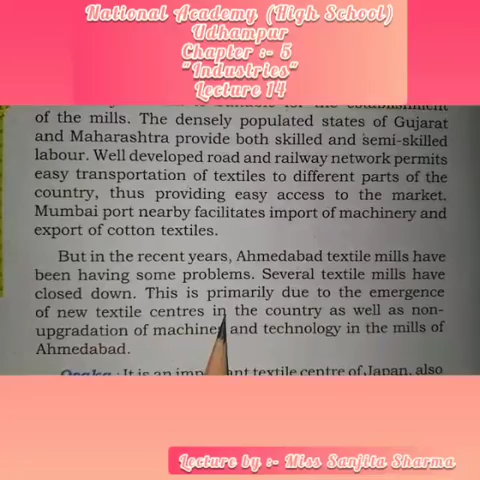 National Academy (High School)
Udhampur
Chapter :- 5
"Industries"
Lecture 14
of the mills. The densely populated states of Gujarat
and Maharashtra provide both skilled and semi-skilled
labour. Well developed road and railway network permits
easy transportation of textiles to different parts of the
country, thus providing easy access to the market.
Mumbai port nearby facilitates import of machinery and
export of cotton textiles.
But in the recent years, Ahmedabad textile mills have
been having some problems. Several textile mills have
closed down. This is primarily due to the emergence
of new textile centres in the country as well as non-
upgradation of machines and technology in the mills of
Ahmedabad.
Osaka : It is an important textile centre of Japan, also
Lecture by :- Miss Sanjita Sharma